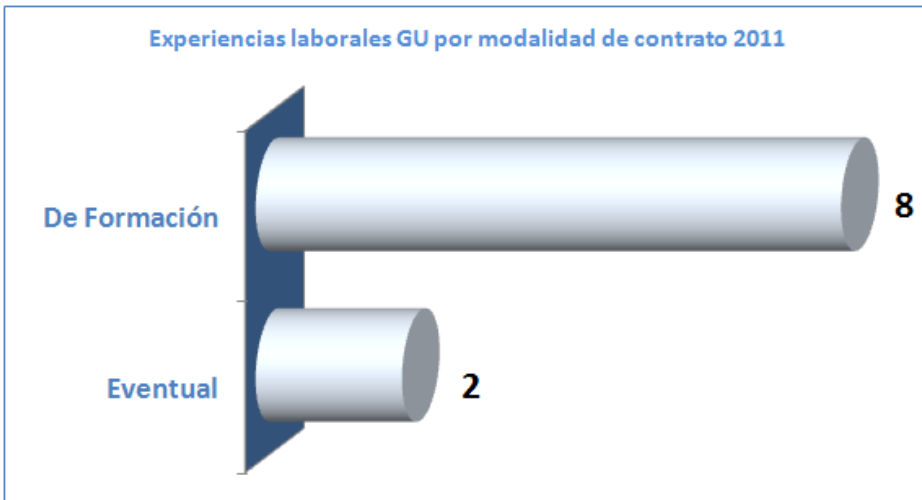 Experiencias laborales GU por modalidad de contrato 2011
De Formación
8
Eventual
2